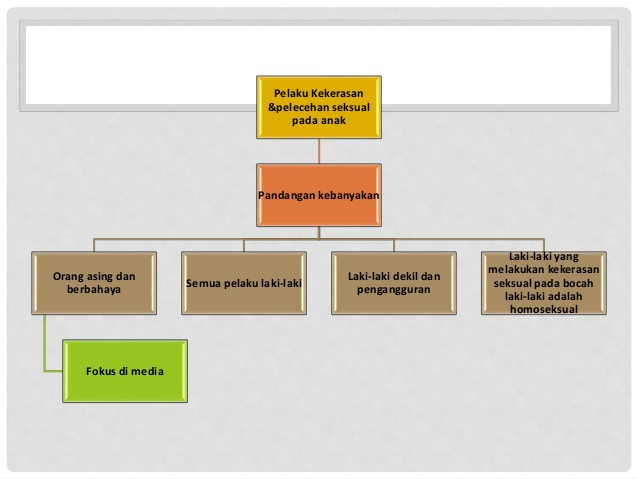 Pelaku Kekerasan
&pelecehan seksual
pada anak
Pandangan kebanyakan
Orang asing dan
berbahaya
Semua pelaku laki-laki
Laki-laki dekil dan
pengangguran
Laki-laki yang
melakukan kekerasan
seksual pada bocah
laki-laki adalah
homoseksual
Fokus di media